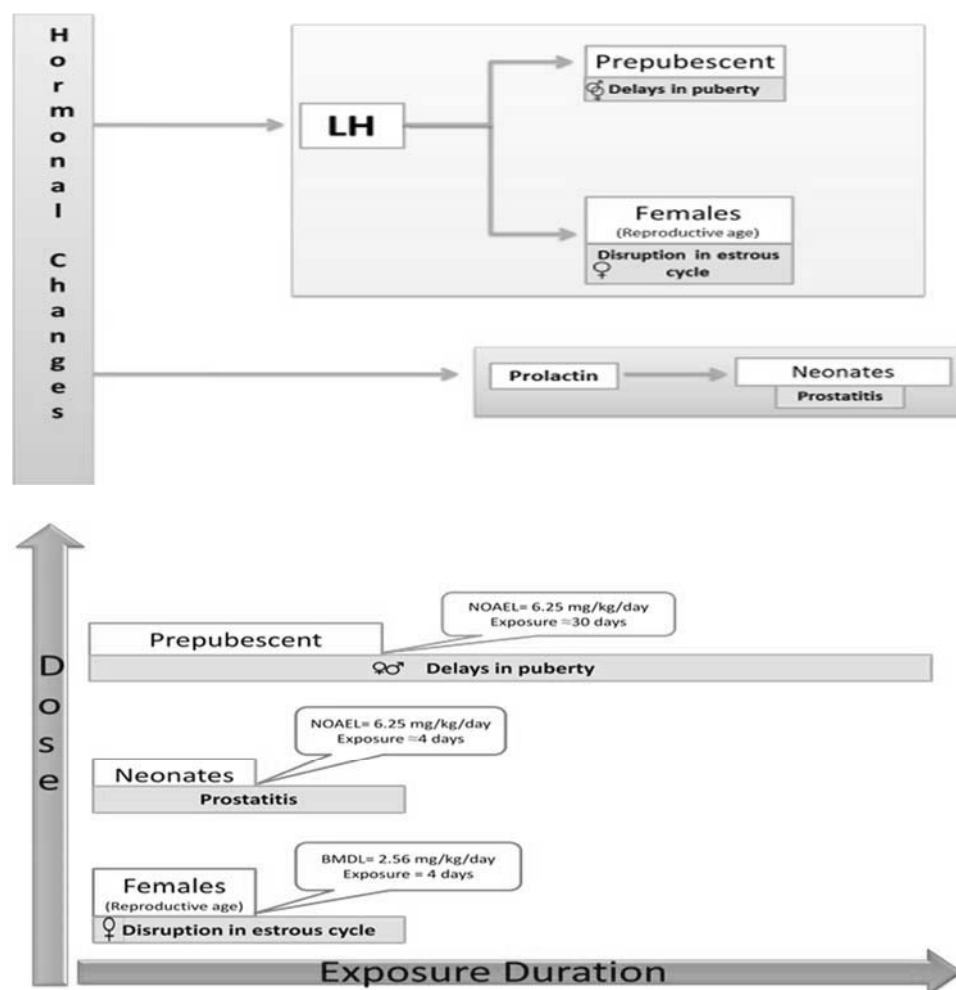 Hormonal Changes
LH
Prepubescent
⚥ Delays in puberty
Females
(Reproductive age)
Disruption in estrous
♀ cycle
Prolactin
Neonates
Prostatitis
Dose
NOAEL= 6.25 mg/kg/day
Exposure ≈30 days
Prepubescent
♀♂ Delays in puberty
NOAEL= 6.25 mg/kg/day
Exposure ≈4 days
Neonates
Prostatitis
BMDL= 2.56 mg/kg/day
Exposure = 4 days
Females
(Reproductive age)
♀ Disruption in estrous cycle
Exposure Duration